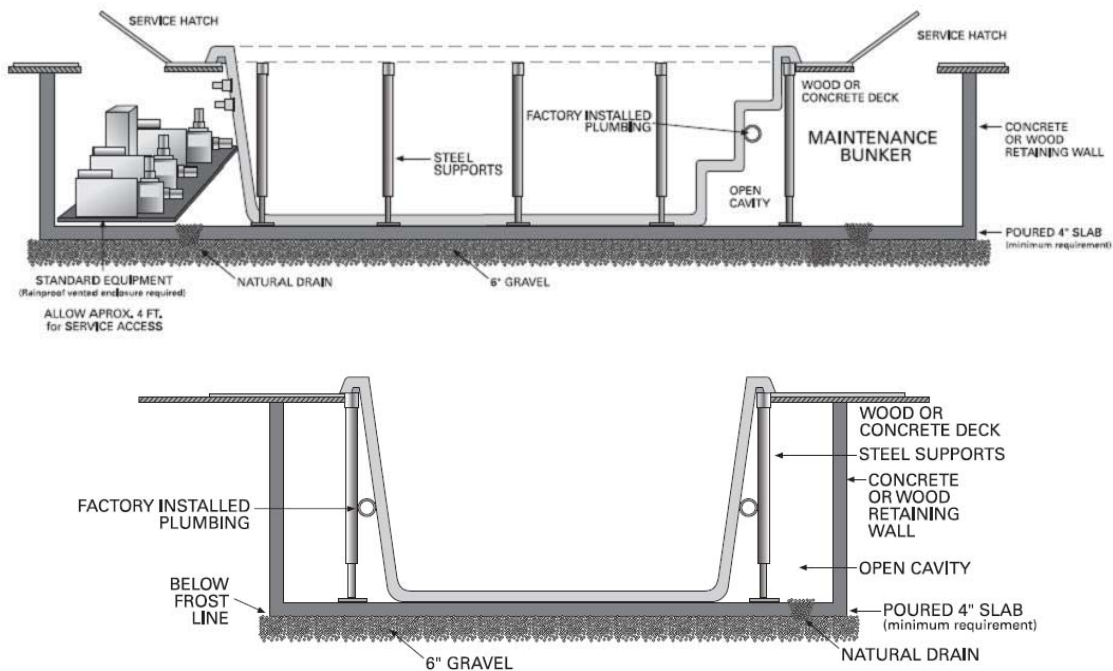 SERVICE HATCH
SERVICE HATCH
FACTORY INSTALLED
PLUMBING
WOOD OR
CONCRETE DECK
MAINTENANCE
BUNKER
CONCRETE
OR WOOD
RETAINING WALL
STEEL
SUPPORTS
OPEN
CAVITY
POURED 4" SLAB
(minimum requirement)
STANDARD EQUIPMENT
(Rainproof vented enclosure required)
NATURAL DRAIN
6" GRAVEL
ALLOW APROX. 4 FT.
for SERVICE ACCESS
WOOD OR
CONCRETE DECK
STEEL SUPPORTS
FACTORY INSTALLED
PLUMBING
CONCRETE
OR WOOD
RETAINING
WALL
OPEN CAVITY
BELOW
FROST
LINE
POURED 4" SLAB
(minimum requirement)
6" GRAVEL
NATURAL DRAIN